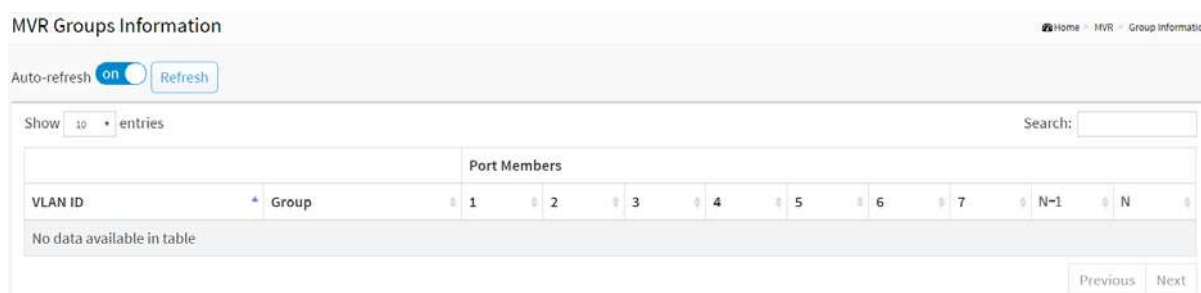 MVR Groups Information
Home > MVR > Group Informatio
Auto-refresh on Refresh
Show 10 entries
Search:
Port Members
VLAN ID Group 1 2 3 4 5 6 7 N-1 N
No data available in table
Previous Next